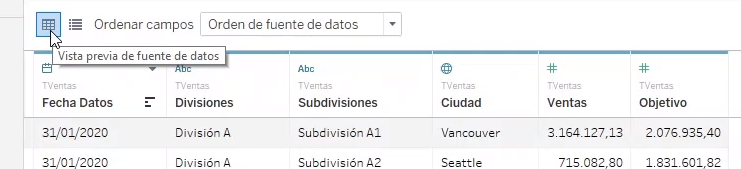 Ordenar campos Orden de fuente de datos
Vista previa de fuente de datos
Abc Abc # #
TVentas TVentas TVentas TVentas TVentas TVentas
Fecha Datos Divisiones Subdivisiones Ciudad Ventas Objetivo
31/01/2020 División A Subdivisión A1 Vancouver 3.164.127,13 2.076.935,40
31/01/2020 División A Subdivisión A2 Seattle 715.082,80 1.831.601,82